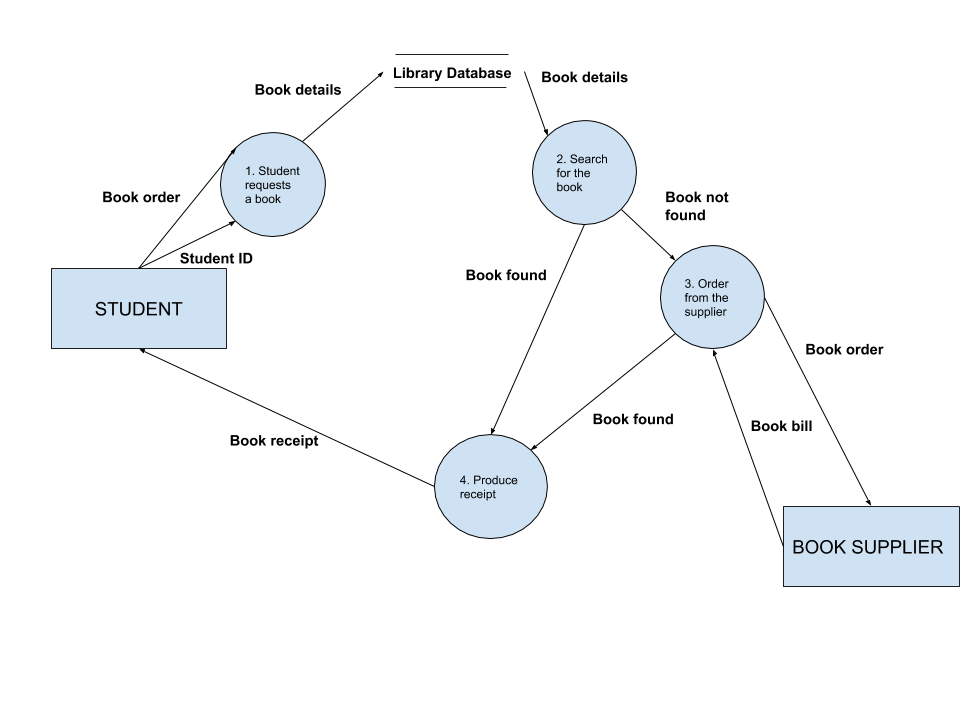 Library Database
Book details
Book details
1. Student
requests
a book
2. Search
for the
book
Book order
Book not
found
Student ID
Book found
3. Order
from the
supplier
STUDENT
Book order
Book found
Book bill
Book receipt
4. Produce
receipt
BOOK SUPPLIER